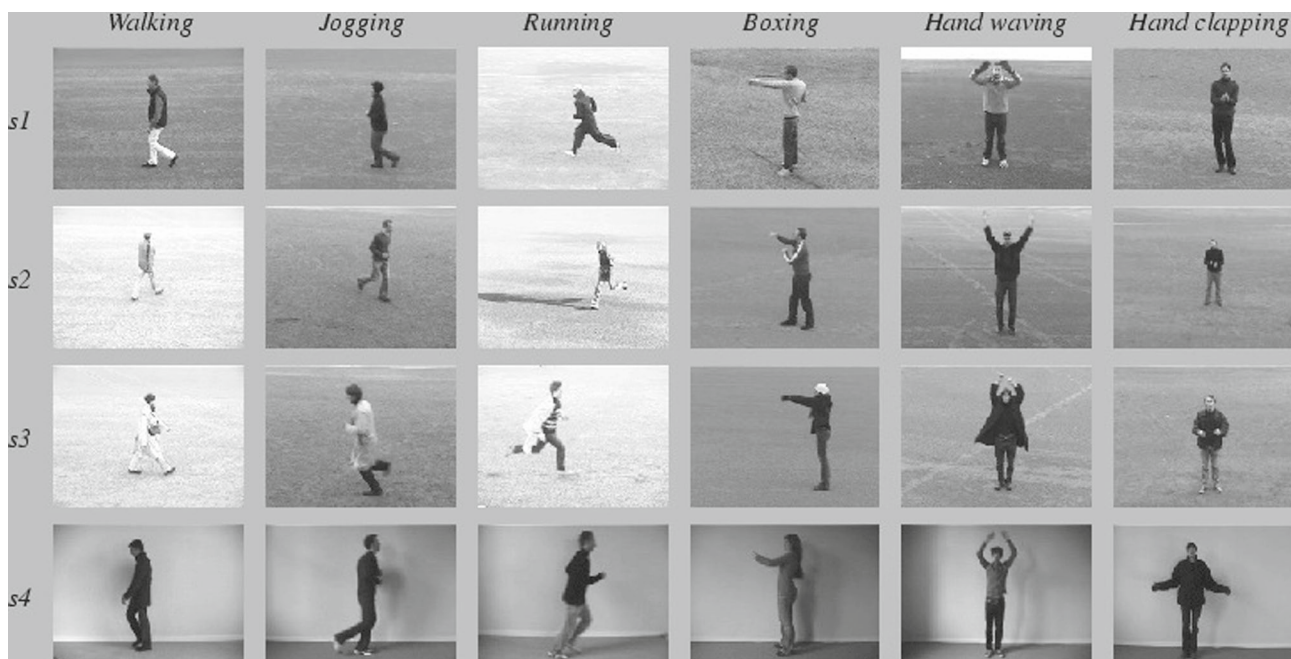 Walking Jogging Running Boxing Hand waving Hand clapping
s1
s2
s3
s4